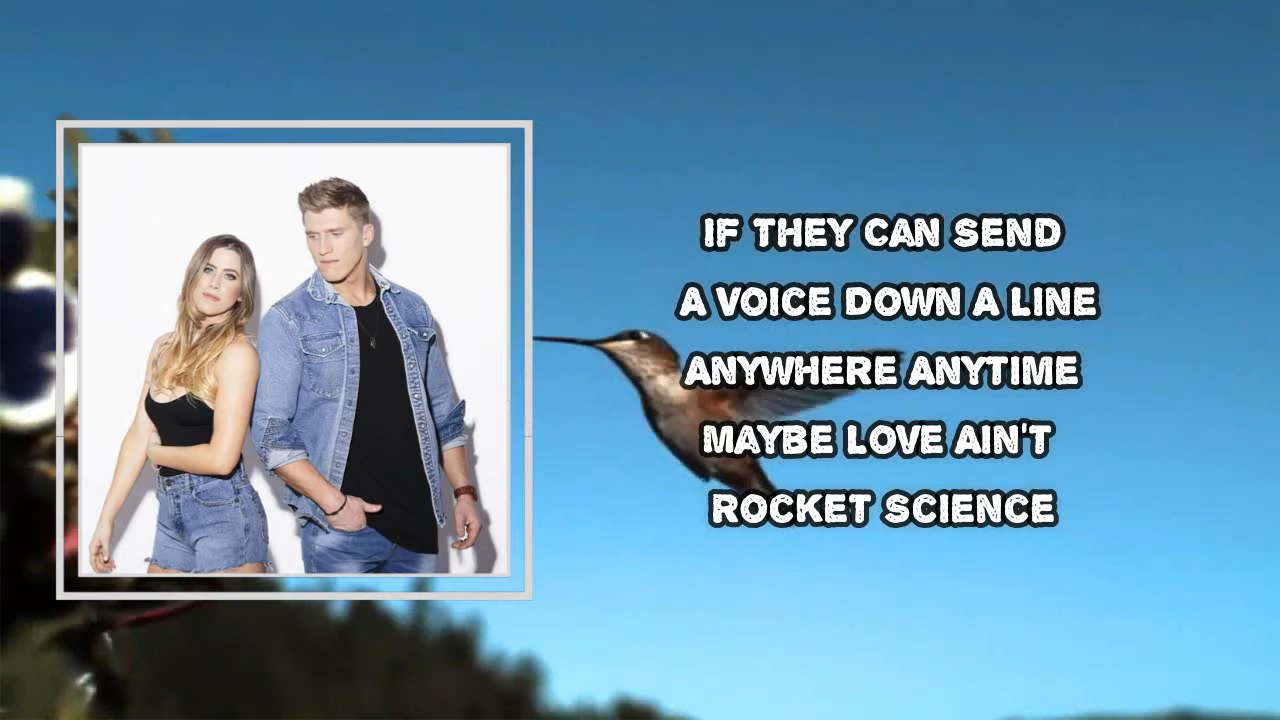 IF THEY CAN SEND
A VOICE DOWN A LINE
ANYWHERE ANYTIME
MAYBE LOVE AIN'T
ROCKET SCIENCE